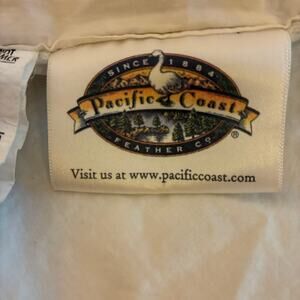 SINCE 1884
Pacific Coast
FEATHER CO
®
Visit us at www.pacificcoast.com